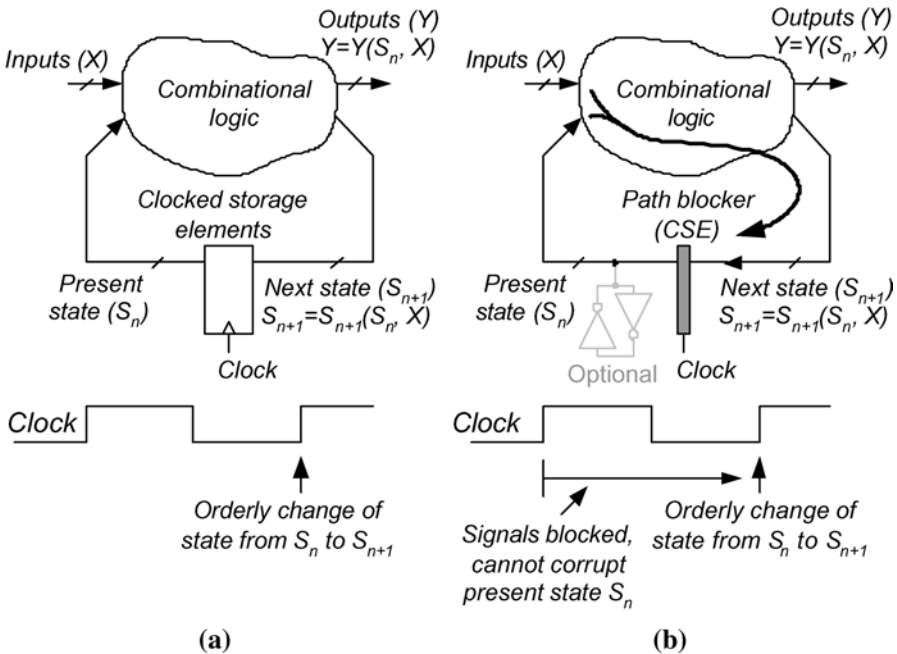 Outputs (Y)
Y=Y(Sn, X)
Inputs (X)
Combinational
logic
Clocked storage
elements
Present
state (Sn)
Next state (Sn+1)
Sn+1=Sn+1(Sn, X)
Clock
Clock
Orderly change of
state from Sn to Sn+1
(a)
Outputs (Y)
Y=Y(Sn, X)
Inputs (X)
Combinational
logic
Path blocker
(CSE)
Present
state (Sn)
Next state (Sn+1)
Sn+1=Sn+1(Sn, X)
Optional
Clock
Clock
Signals blocked,
cannot corrupt
present state Sn
Orderly change of
state from Sn to Sn+1
(b)